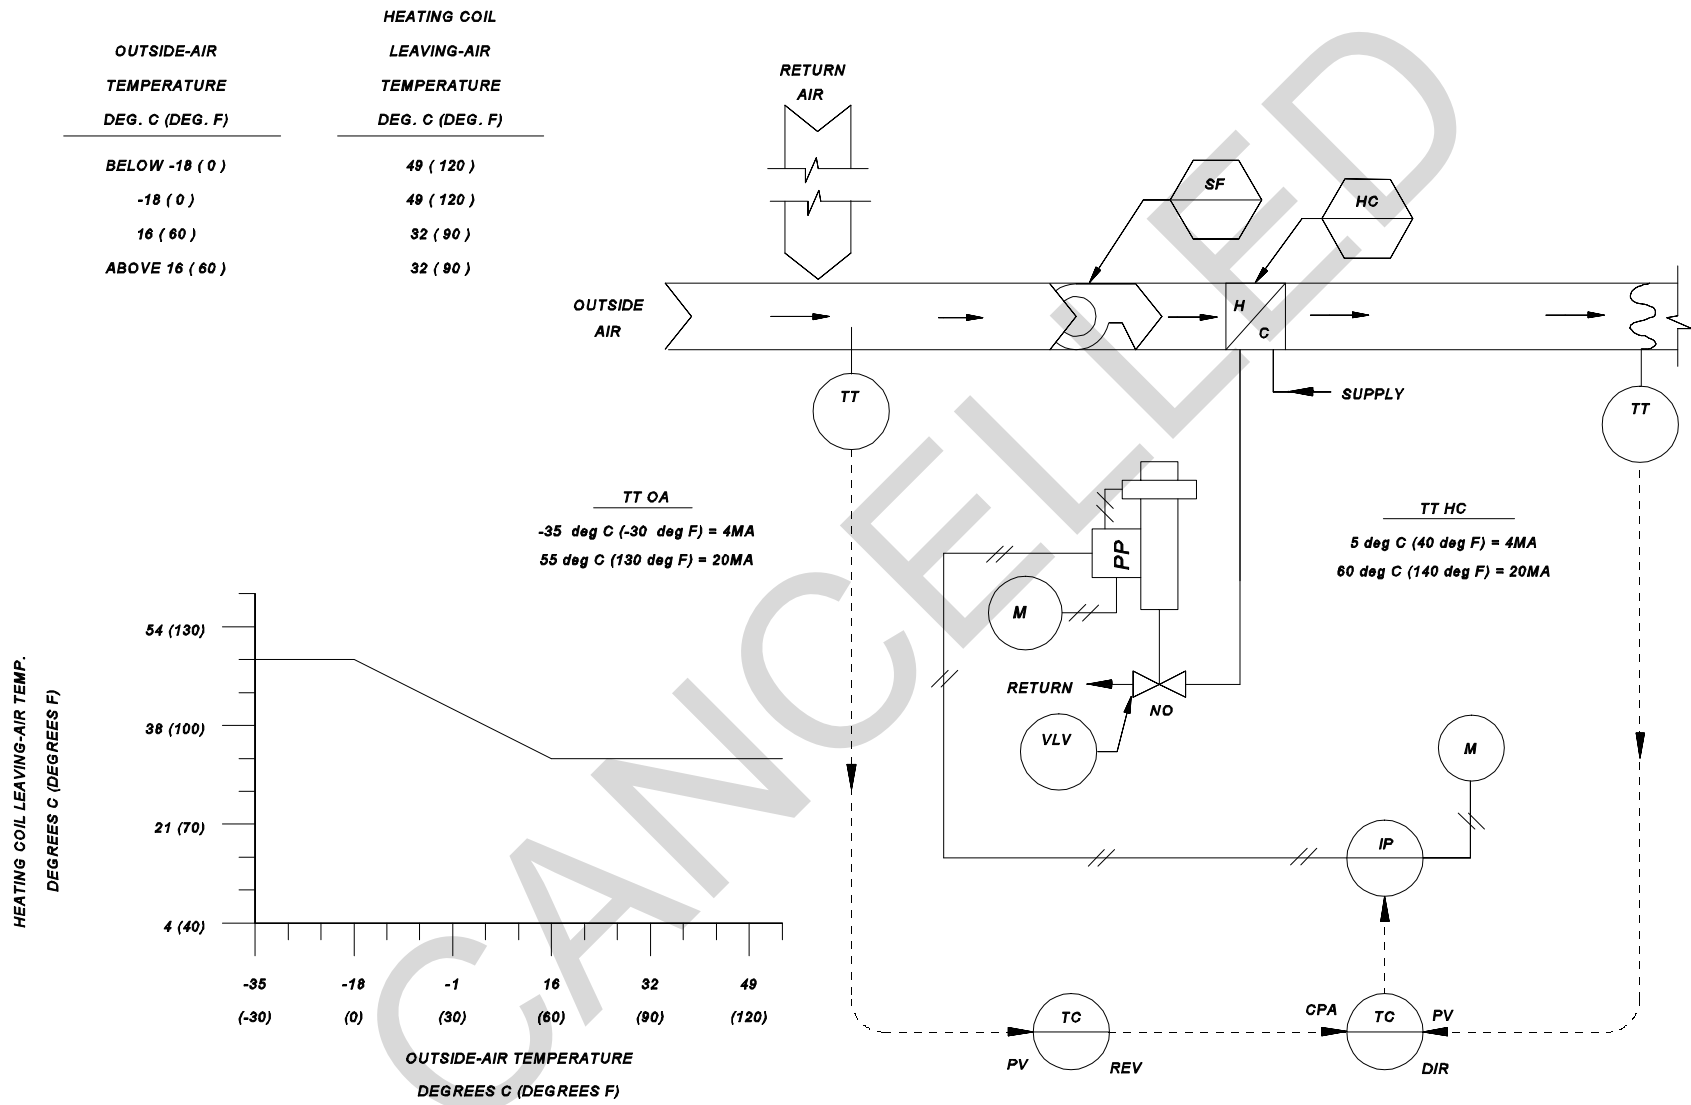 HEATING COIL
OUTSIDE-AIR LEAVING-AIR
TEMPERATURE TEMPERATURE
DEG. C (DEG. F) DEG. C (DEG. F)
BELOW -18 ( 0 ) 49 ( 120 )
-18 ( 0 ) 49 ( 120 )
16 ( 60 ) 32 ( 90 )
ABOVE 16 ( 60 ) 32 ( 90 )
RETURN
AIR
SF
HC
OUTSIDE
AIR
H
C
SUPPLY
TT
TT
TT OA
-35 deg C (-30 deg F) = 4MA
55 deg C (130 deg F) = 20MA
TT HC
5 deg C (40 deg F) = 4MA
60 deg C (140 deg F) = 20MA
PP
M
RETURN
NO
VLV
M
IP
HEATING COIL LEAVING-AIR TEMP.
DEGREES C (DEGREES F)
54 (130)
38 (100)
21 (70)
4 (40)
-35 -18 -1 16 32 49
(-30) (0) (30) (60) (90) (120)
OUTSIDE-AIR TEMPERATURE
DEGREES C (DEGREES F)
TC
PV
REV
CPA
TC
PV
DIR
CANCELLED